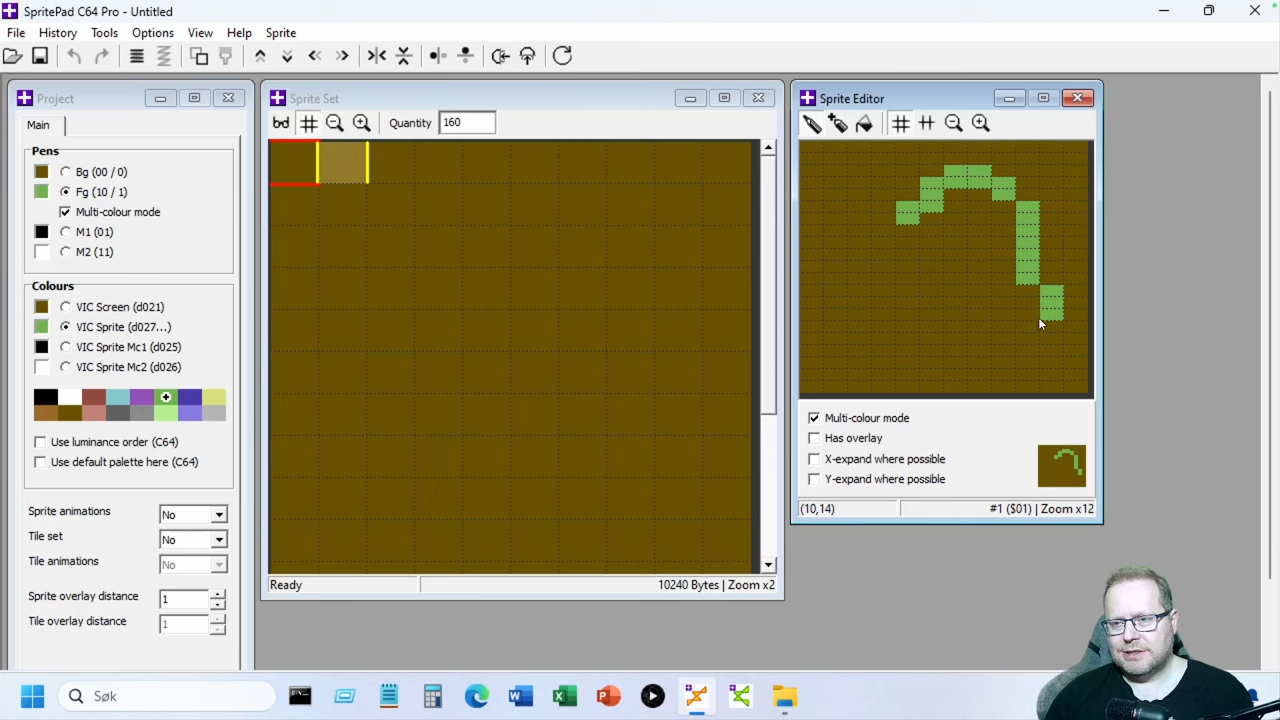 SpritePad C64 Pro - Untitled
File History Tools Options View Help Sprite
Project
Main
Pens
Bg (00 / 0)
Fg (10 / 1)
Multi-colour mode
M1 (01)
M2 (11)
Colours
VIC Screen (d021)
VIC Sprite (d027...)
VIC Sprite Mc1 (d025)
VIC Sprite Mc2 (d026)
Use luminance order (C64)
Use default palette here (C64)
Sprite animations No
Tile set No
Tile animations No
Sprite overlay distance 1
Tile overlay distance 1
Sprite Set
Quantity 160
Ready 10240 Bytes | Zoom x2
Sprite Editor
Multi-colour mode
Has overlay
X-expand where possible
Y-expand where possible
(10,14) #1 ($01) | Zoom x12
Søk